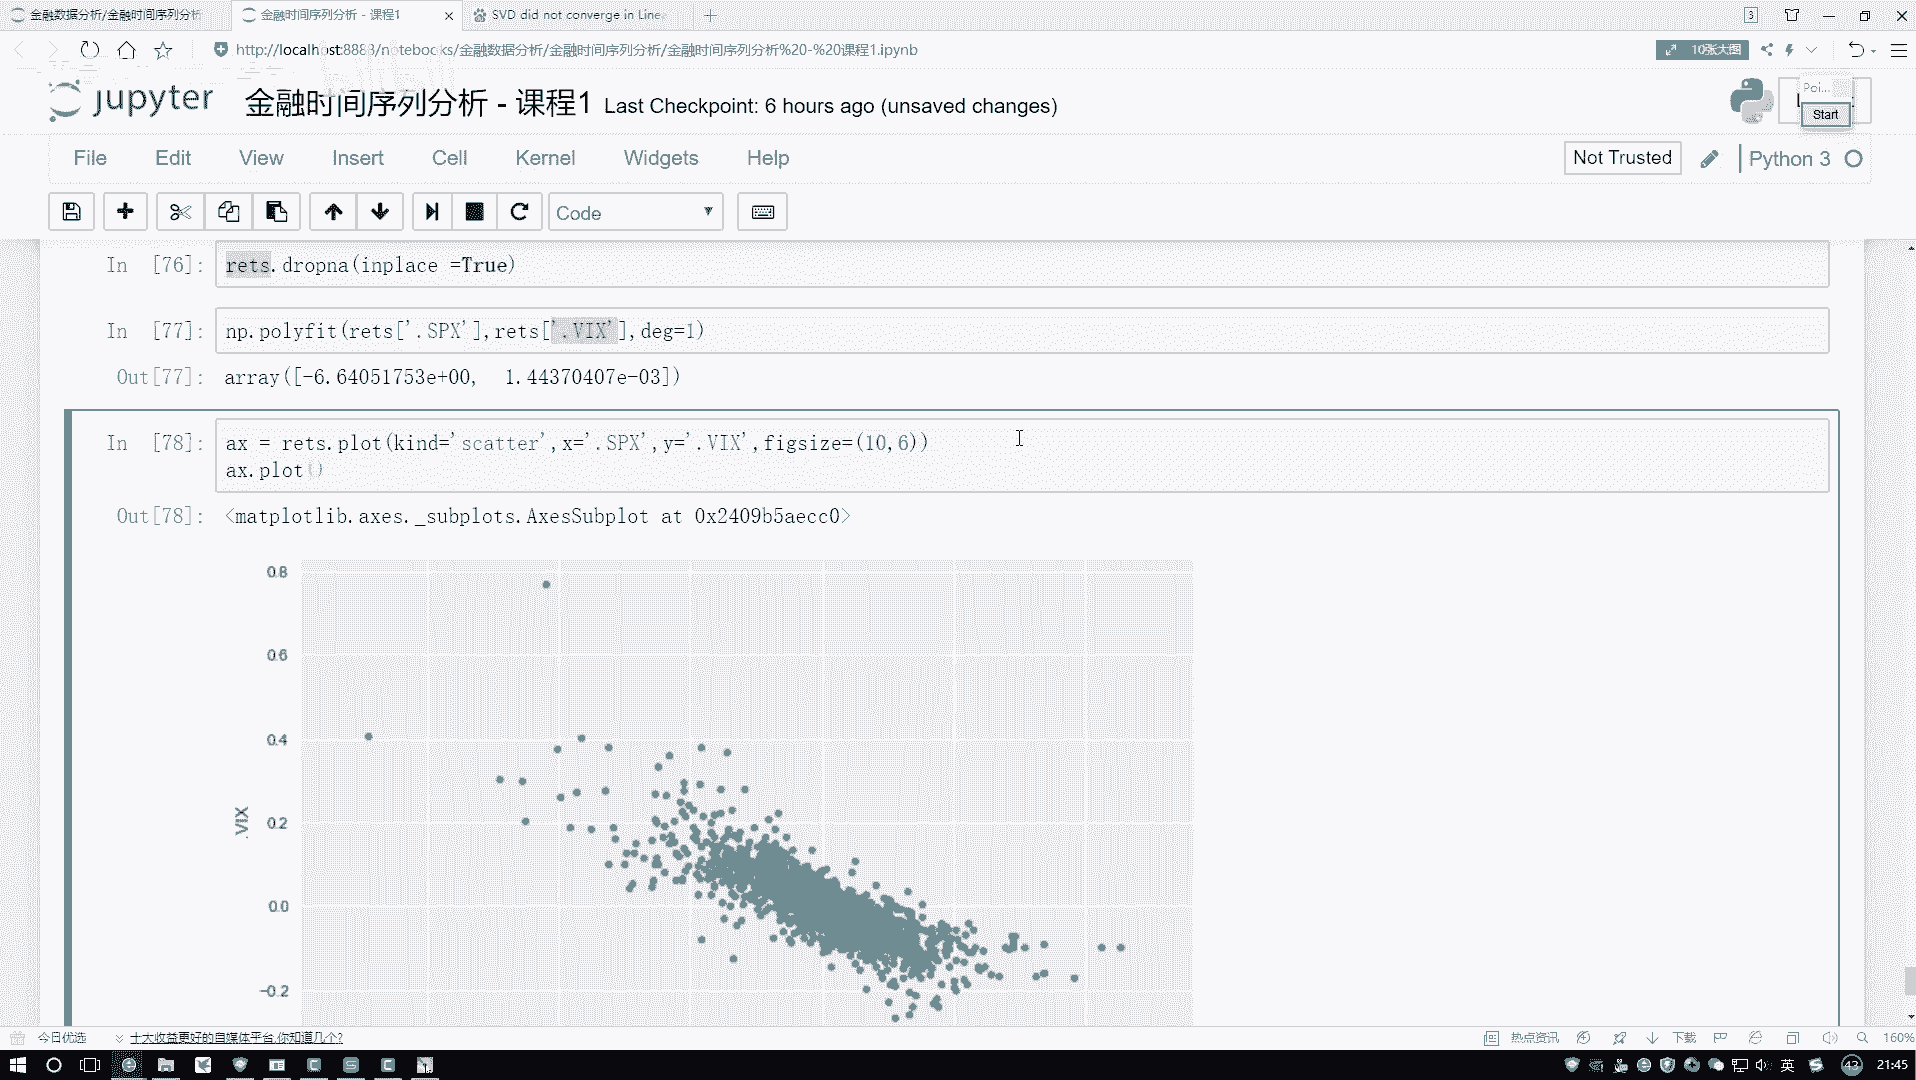 金融数据分析/金融时间序列分析
金融时间序列分析 - 课程1
SVD did not converge in Line
3
http://localhost:8888/notebooks/金融数据分析/金融时间序列分析/金融时间序列分析%20-%20课程1.ipynb
10张大图
jupyter 金融时间序列分析 - 课程1 Last Checkpoint: 6 hours ago (unsaved changes)
Poi...
Start
File Edit View Insert Cell Kernel Widgets Help
Not Trusted
Python 3
Code
In [76]: rets.dropna(inplace =True)
In [77]: np.polyfit(rets['.SPX'],rets['.VIX'],deg=1)
Out[77]: array([-6.64051753e+00, 1.44370407e-03])
In [78]: ax = rets.plot(kind='scatter',x='.SPX',y='.VIX',figsize=(10,6))
ax.plot()
Out[78]: <matplotlib.axes._subplots.AxesSubplot at 0x2409b5aecc0>
0.8
0.6
0.4
0.2
0.0
-0.2
.VIX
今日优选
十大收益更好的自媒体平台,你知道几个?
热点资讯
下载
160%
英
43
21:45